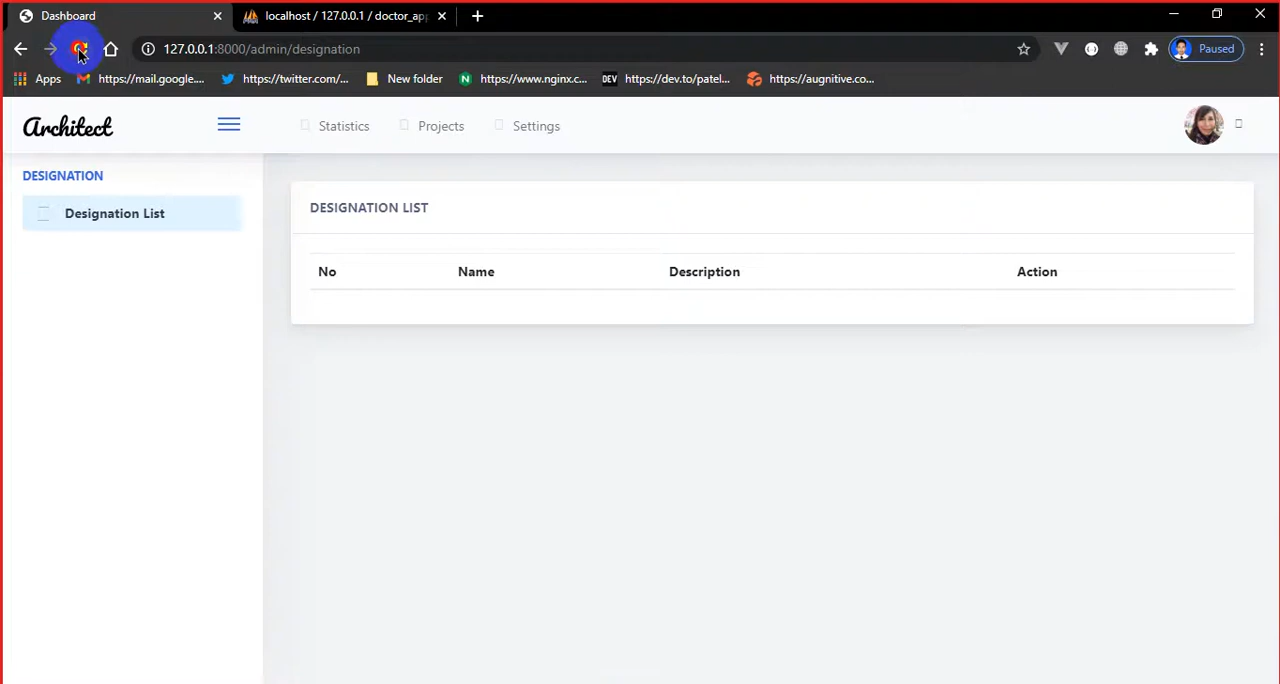 Dashboard
localhost / 127.0.0.1 / doctor_app
127.0.0.1:8000/admin/designation
Paused
Apps
https://mail.google....
https://twitter.com/...
New folder
https://www.nginx.c...
DEV
https://dev.to/patel...
https://augnitive.co...
Architect
Statistics
Projects
Settings
DESIGNATION
Designation List
DESIGNATION LIST
No Name Description Action